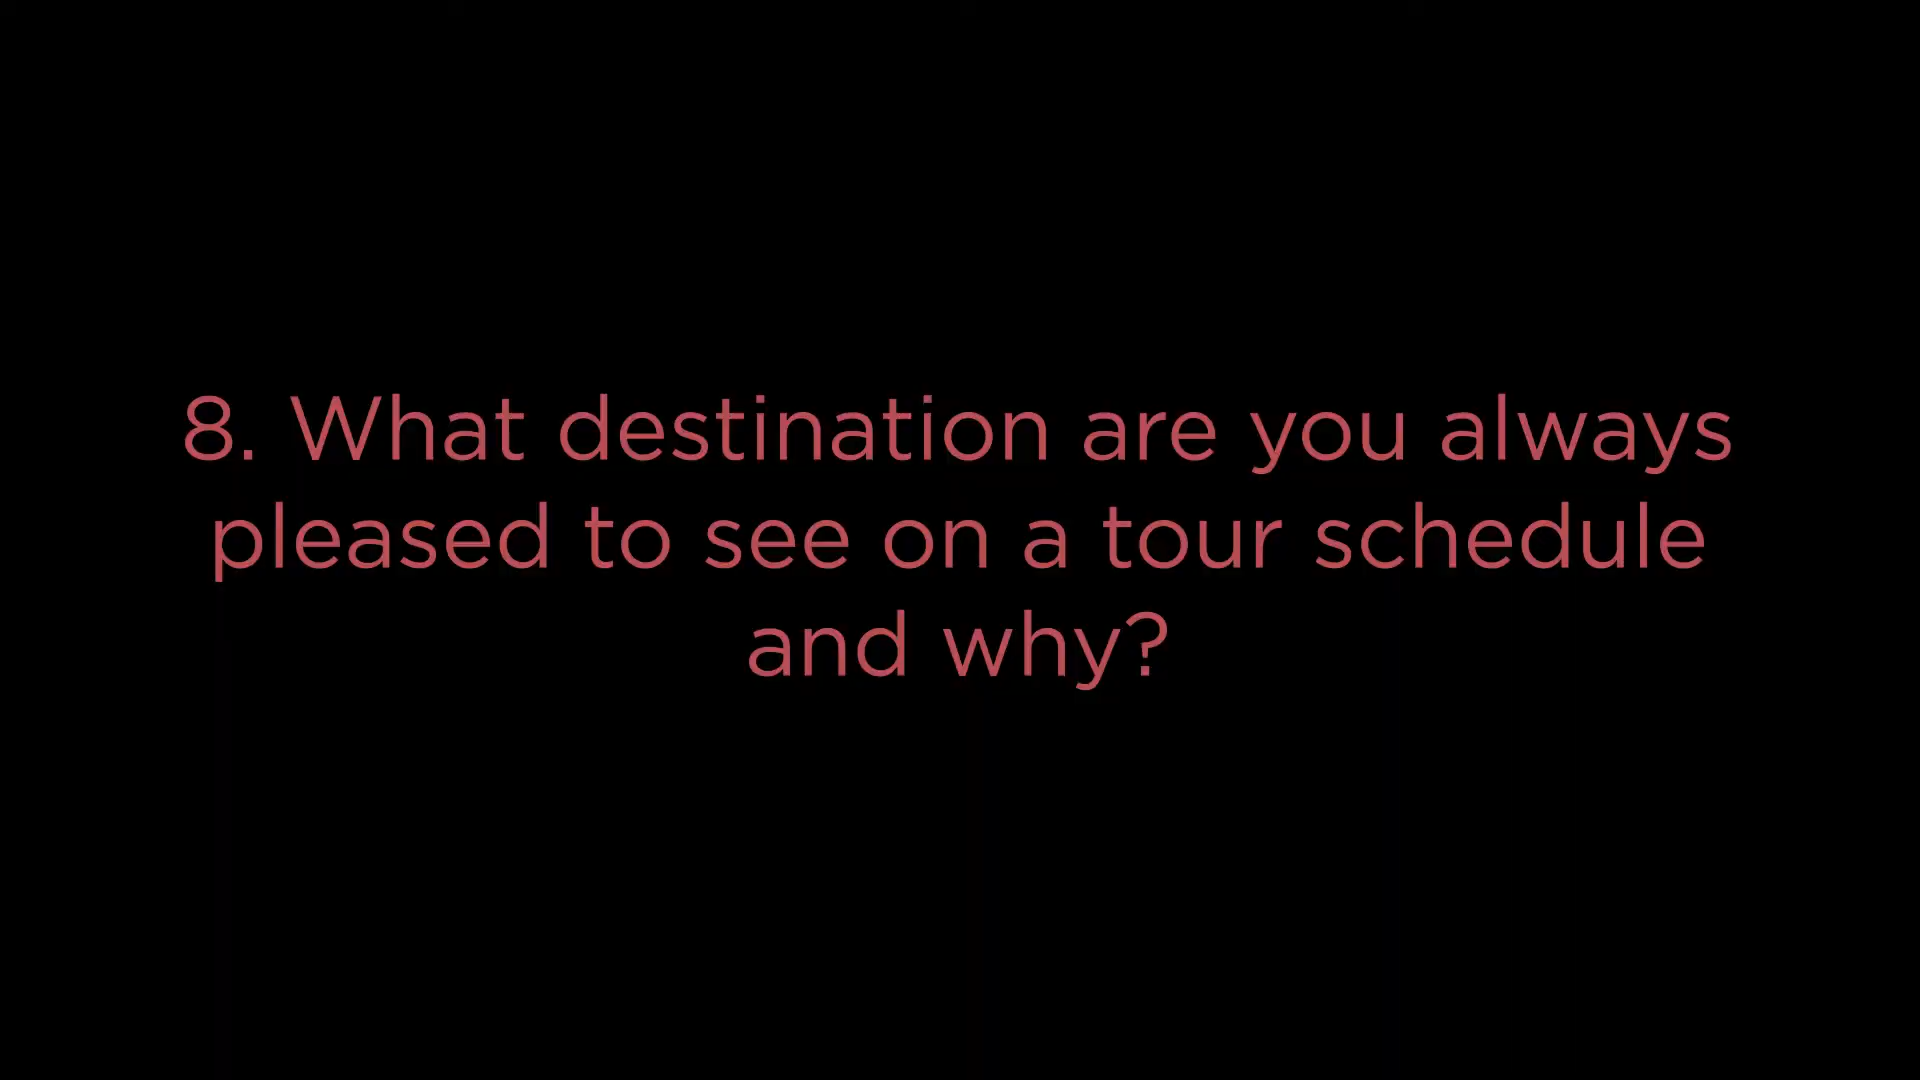 8. What destination are you always
pleased to see on a tour schedule
and why?